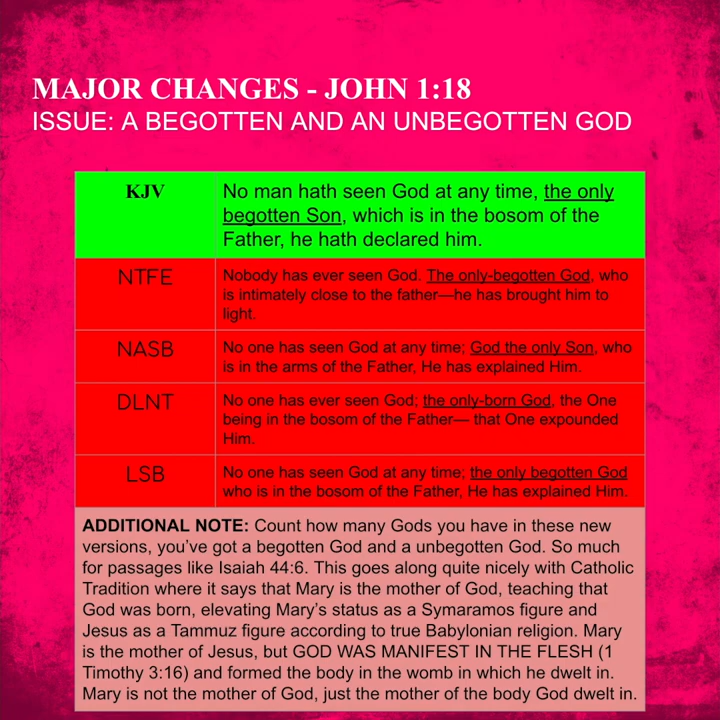 MAJOR CHANGES - JOHN 1:18
ISSUE: A BEGOTTEN AND AN UNBEGOTTEN GOD
KJV
No man hath seen God at any time, the only
begotten Son, which is in the bosom of the
Father, he hath declared him.
NTFE
Nobody has ever seen God. The only-begotten God, who
is intimately close to the father—he has brought him to
light.
NASB
No one has seen God at any time; God the only Son, who
is in the arms of the Father, He has explained Him.
DLNT
No one has ever seen God; the only-born God, the One
being in the bosom of the Father— that One expounded
Him.
LSB
No one has seen God at any time; the only begotten God
who is in the bosom of the Father, He has explained Him.
ADDITIONAL NOTE: Count how many Gods you have in these new
versions, you've got a begotten God and a unbegotten God. So much
for passages like Isaiah 44:6. This goes along quite nicely with Catholic
Tradition where it says that Mary is the mother of God, teaching that
God was born, elevating Mary's status as a Symaramos figure and
Jesus as a Tammuz figure according to true Babylonian religion. Mary
is the mother of Jesus, but GOD WAS MANIFEST IN THE FLESH (1
Timothy 3:16) and formed the body in the womb in which he dwelt in.
Mary is not the mother of God, just the mother of the body God dwelt in.